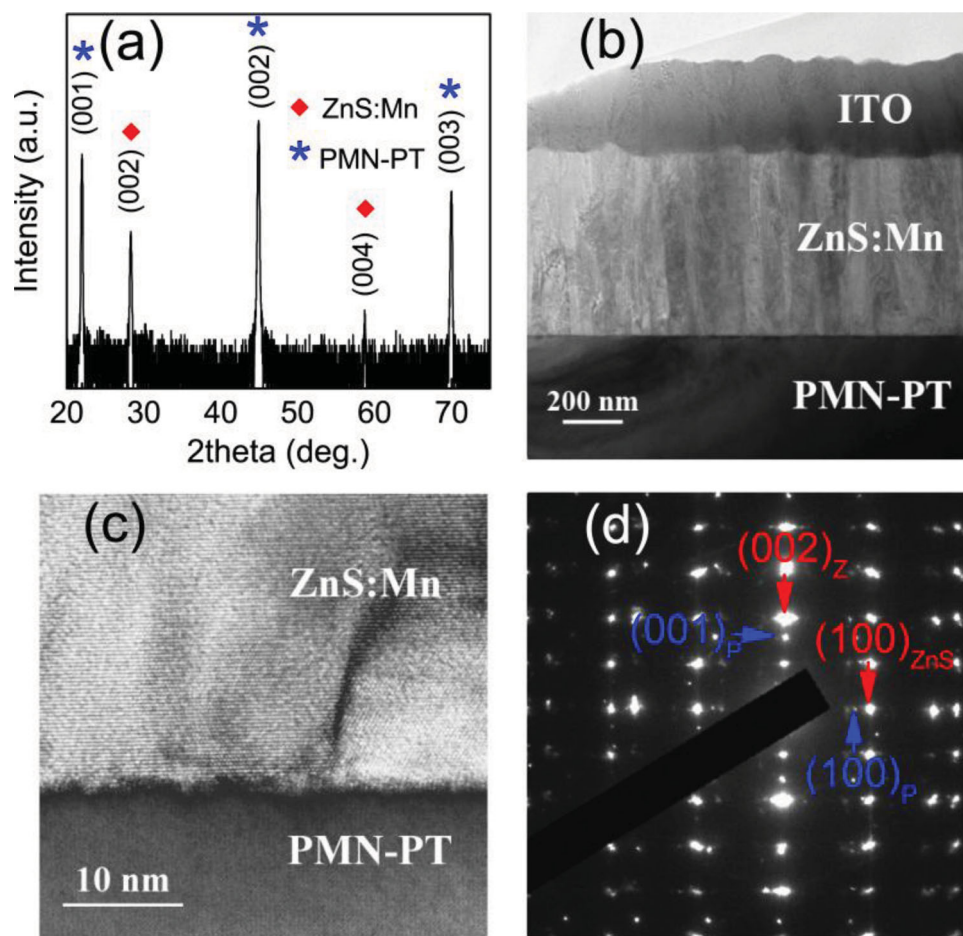 (a)
(001)
(002)
(002)
(004)
(003)
ZnS:Mn
PMN-PT
Intensity (a.u.)
20 30 40 50 60 70
2theta (deg.)
(b)
ITO
ZnS:Mn
PMN-PT
200 nm
(c)
ZnS:Mn
PMN-PT
10 nm
(d)
(002)Z
(001)P
(100)ZnS
(100)P